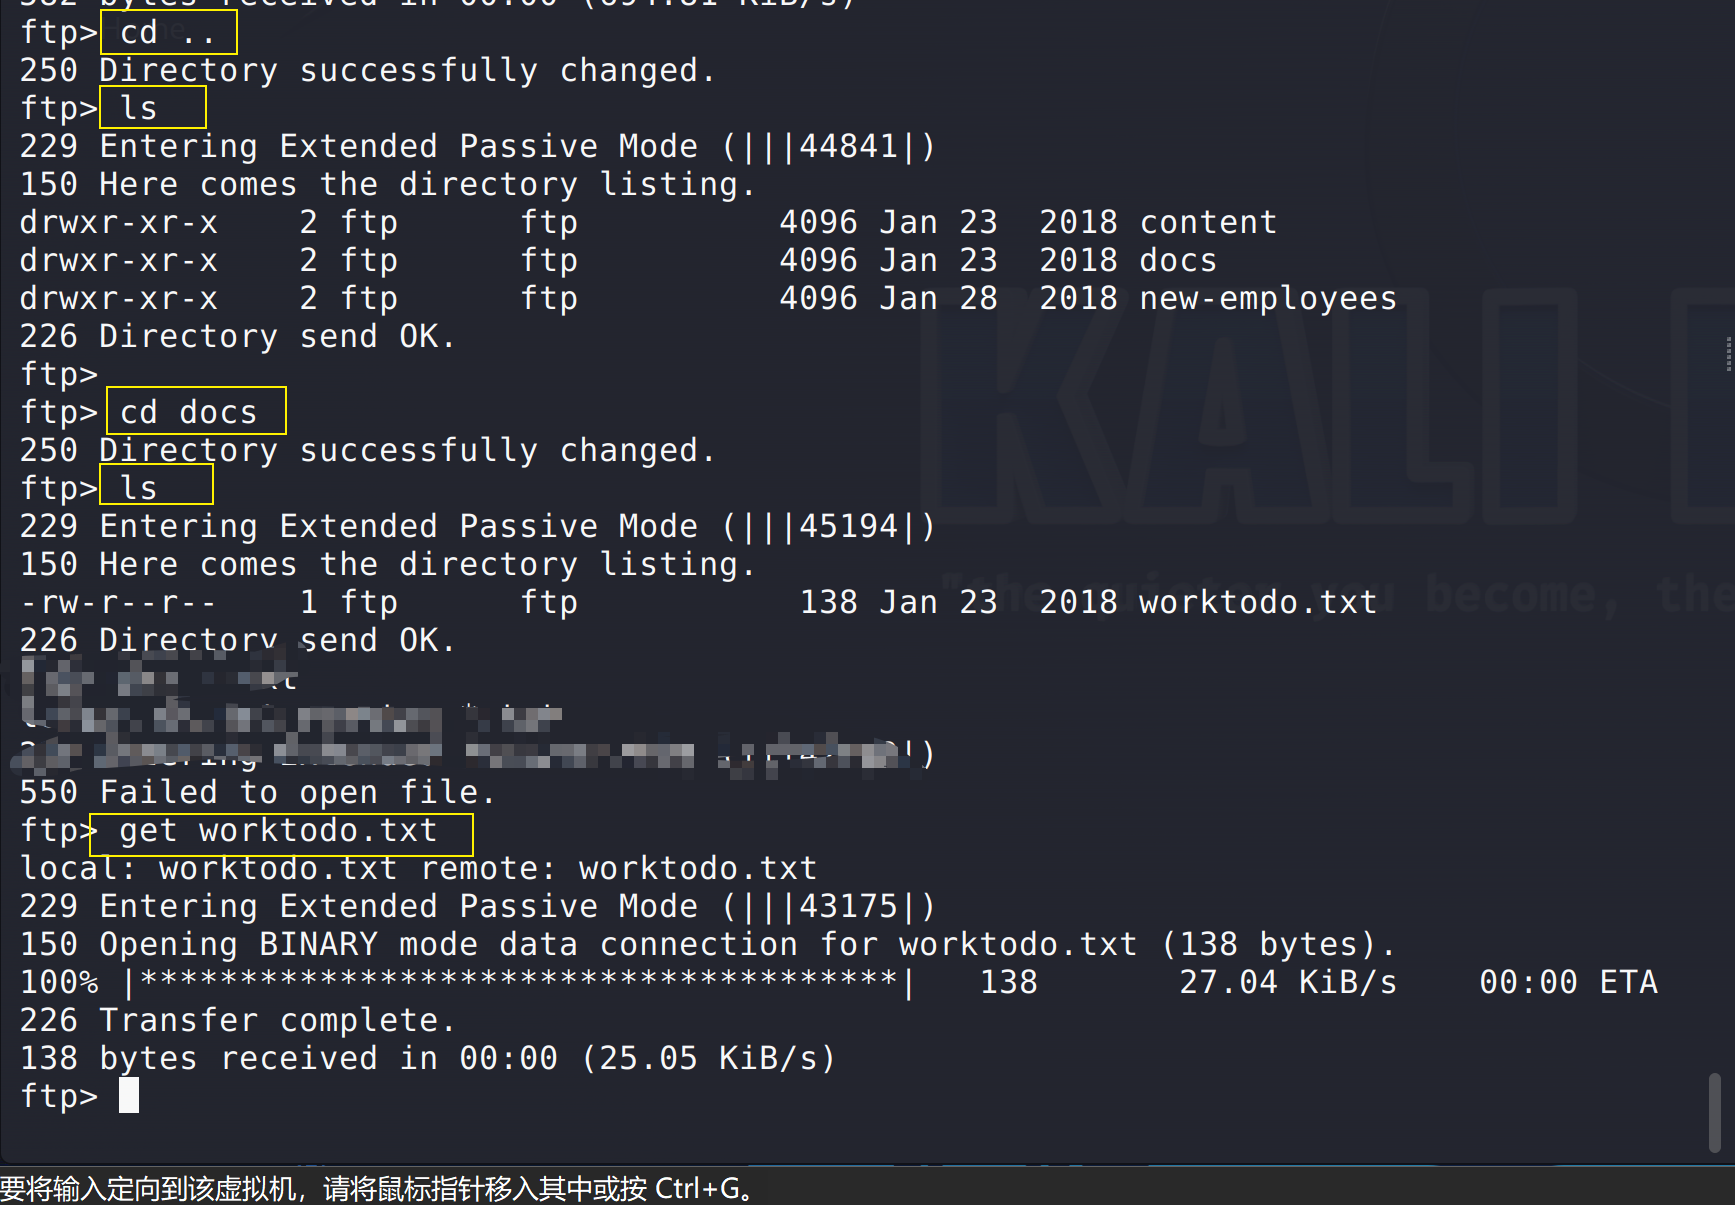 ftp> cd ..
250 Directory successfully changed.
ftp> ls
229 Entering Extended Passive Mode (|||44841|)
150 Here comes the directory listing.
drwxr-xr-x    2 ftp      ftp          4096 Jan 23  2018 content
drwxr-xr-x    2 ftp      ftp          4096 Jan 23  2018 docs
drwxr-xr-x    2 ftp      ftp          4096 Jan 28  2018 new-employees
226 Directory send OK.
ftp>
ftp> cd docs
250 Directory successfully changed.
ftp> ls
229 Entering Extended Passive Mode (|||45194|)
150 Here comes the directory listing.
-rw-r--r--    1 ftp      ftp           138 Jan 23  2018 worktodo.txt
226 Directory send OK.
550 Failed to open file.
ftp> get worktodo.txt
local: worktodo.txt remote: worktodo.txt
229 Entering Extended Passive Mode (|||43175|)
150 Opening BINARY mode data connection for worktodo.txt (138 bytes).
100% |**************************************|   138       27.04 KiB/s    00:00 ETA
226 Transfer complete.
138 bytes received in 00:00 (25.05 KiB/s)
ftp>
KALI
"the quieter you become, the
要将输入定向到该虚拟机，请将鼠标指针移入其中或按 Ctrl+G。